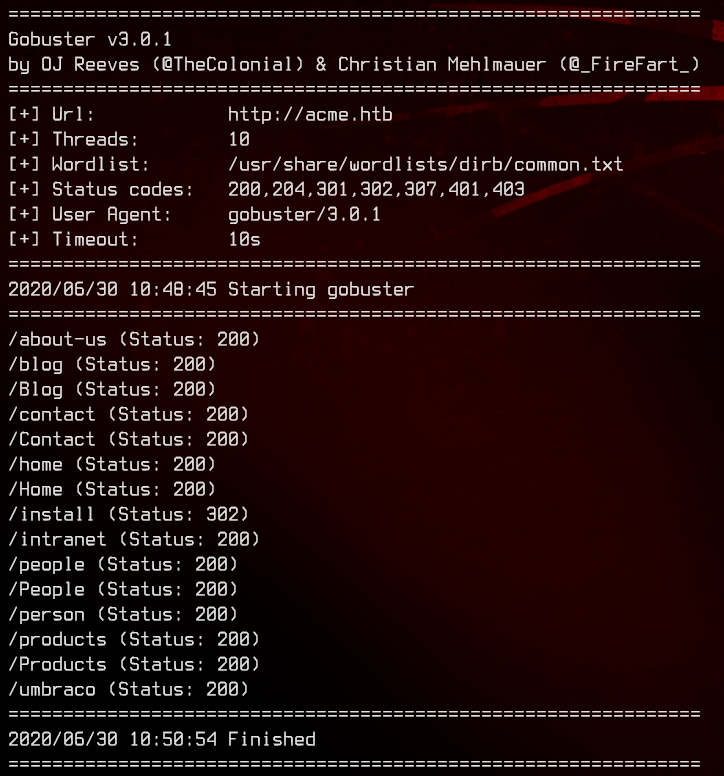 ===============================================================
Gobuster v3.0.1
by OJ Reeves (@TheColonial) & Christian Mehlmauer (@_FireFart_)
===============================================================
[+] Url:            http://acme.htb
[+] Threads:        10
[+] Wordlist:       /usr/share/wordlists/dirb/common.txt
[+] Status codes:   200,204,301,302,307,401,403
[+] User Agent:     gobuster/3.0.1
[+] Timeout:        10s
===============================================================
2020/06/30 10:48:45 Starting gobuster
===============================================================
/about-us (Status: 200)
/blog (Status: 200)
/Blog (Status: 200)
/contact (Status: 200)
/Contact (Status: 200)
/home (Status: 200)
/Home (Status: 200)
/install (Status: 302)
/intranet (Status: 200)
/people (Status: 200)
/People (Status: 200)
/person (Status: 200)
/products (Status: 200)
/Products (Status: 200)
/umbraco (Status: 200)
===============================================================
2020/06/30 10:50:54 Finished
===============================================================